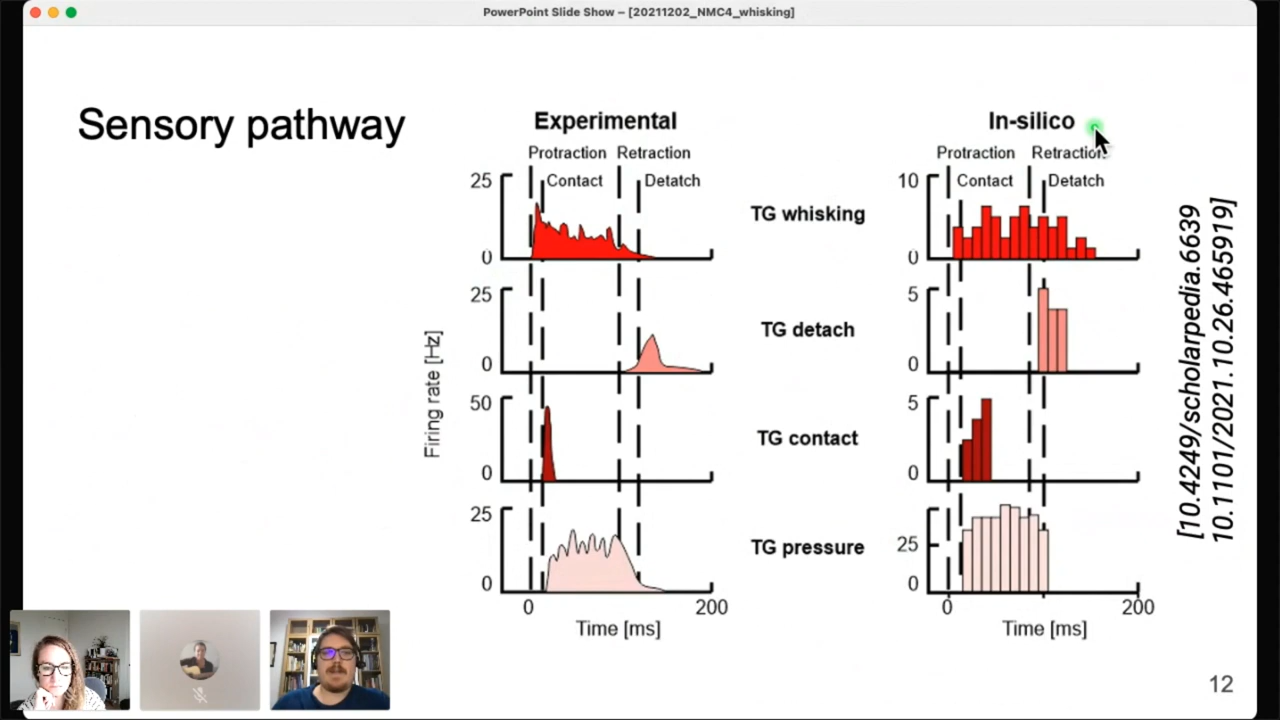 PowerPoint Slide Show – [20211202_NMC4_whisking]
Sensory pathway
Experimental
In-silico
Protraction Retraction
Contact Detatch
Protraction Retraction
Contact Detatch
25
0
TG whisking
10
0
25
0
TG detach
5
0
50
0
TG contact
5
0
25
0
TG pressure
25
0
Firing rate [Hz]
0 200
Time [ms]
0 200
Time [ms]
[10.4249/scholarpedia.6639
10.1101/2021.10.26.465919]
12